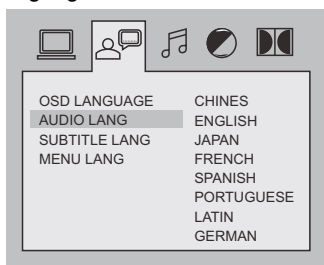 OSD LANGUAGE
AUDIO LANG
SUBTITLE LANG
MENU LANG
CHINES
ENGLISH
JAPAN
FRENCH
SPANISH
PORTUGUESE
LATIN
GERMAN